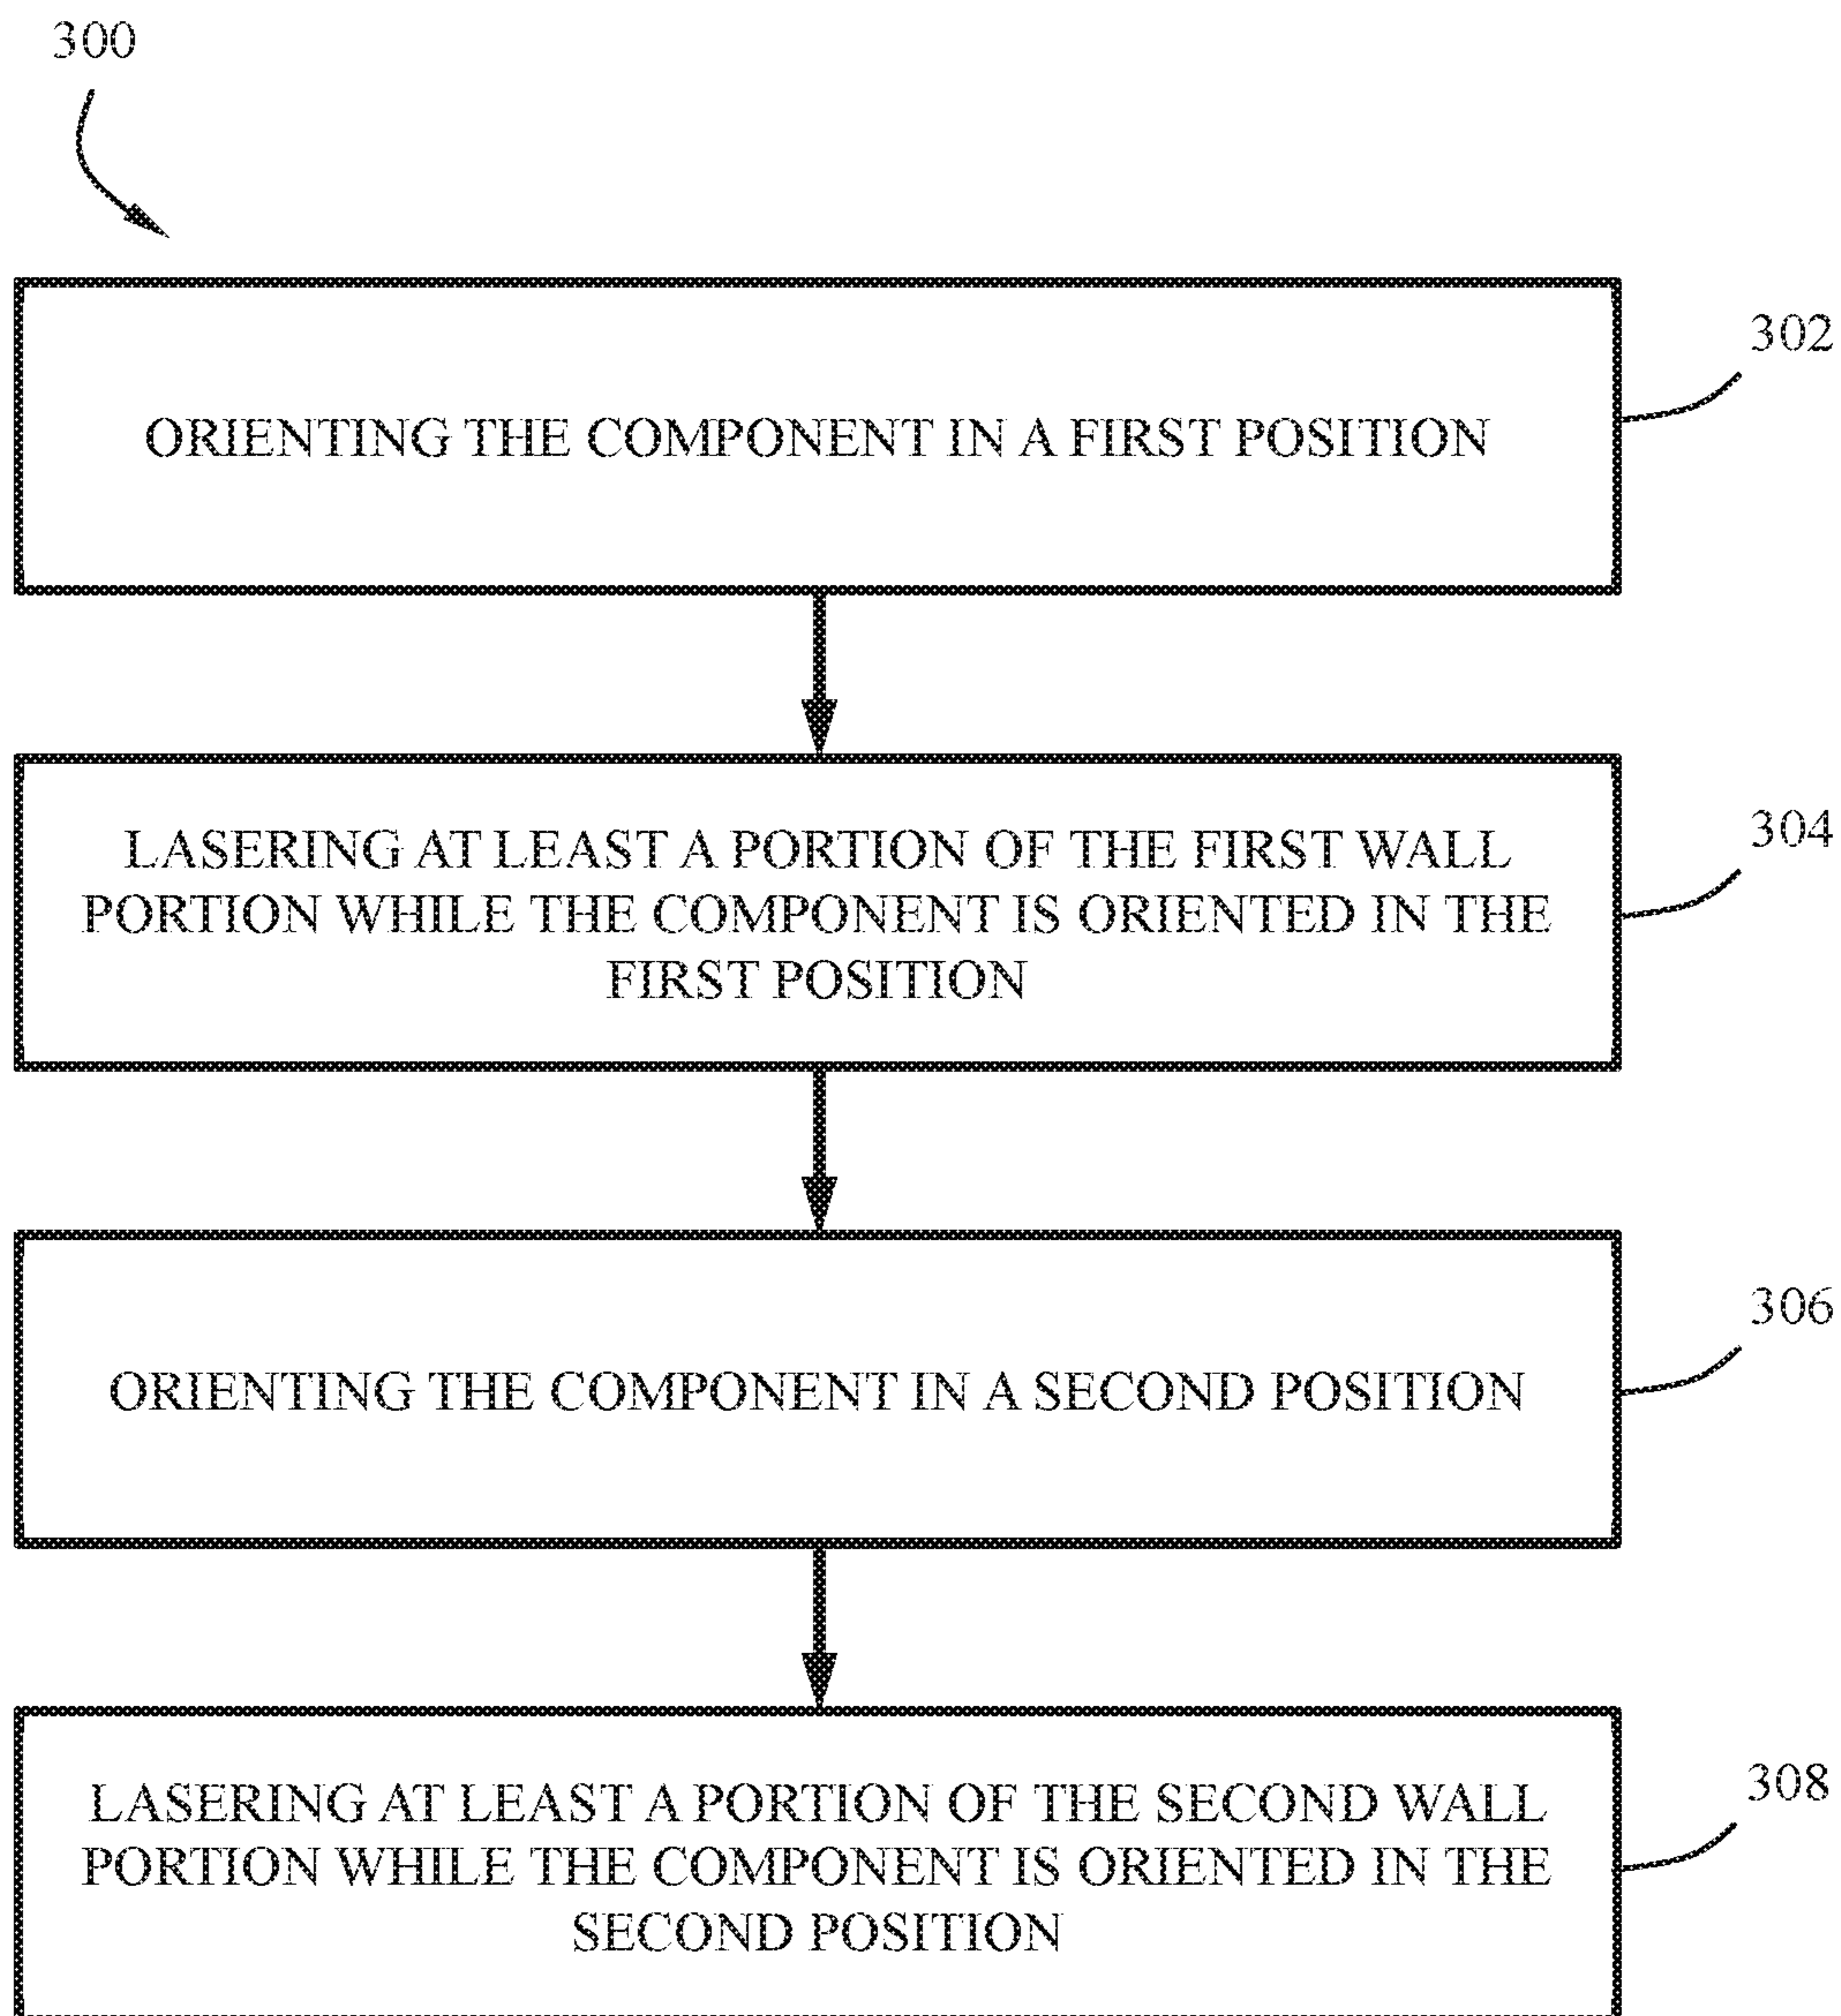 300
302
ORIENTING THE COMPONENT IN A FIRST POSITION
304
LASERING AT LEAST A PORTION OF THE FIRST WALL
PORTION WHILE THE COMPONENT IS ORIENTED IN THE
FIRST POSITION
306
ORIENTING THE COMPONENT IN A SECOND POSITION
308
LASERING AT LEAST A PORTION OF THE SECOND WALL
PORTION WHILE THE COMPONENT IS ORIENTED IN THE
SECOND POSITION